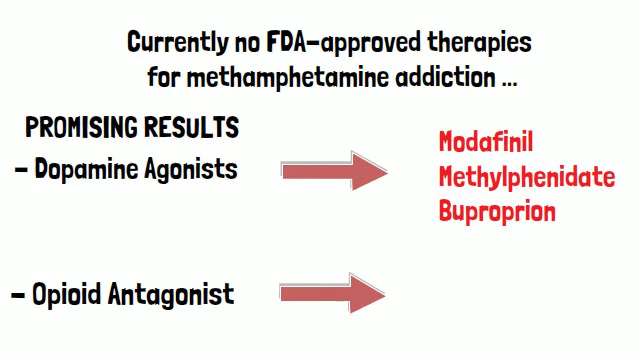 Currently no FDA-approved therapies
for methamphetamine addiction ...
PROMISING RESULTS
- Dopamine Agonists
Modafinil
Methylphenidate
Buproprion
- Opioid Antagonist